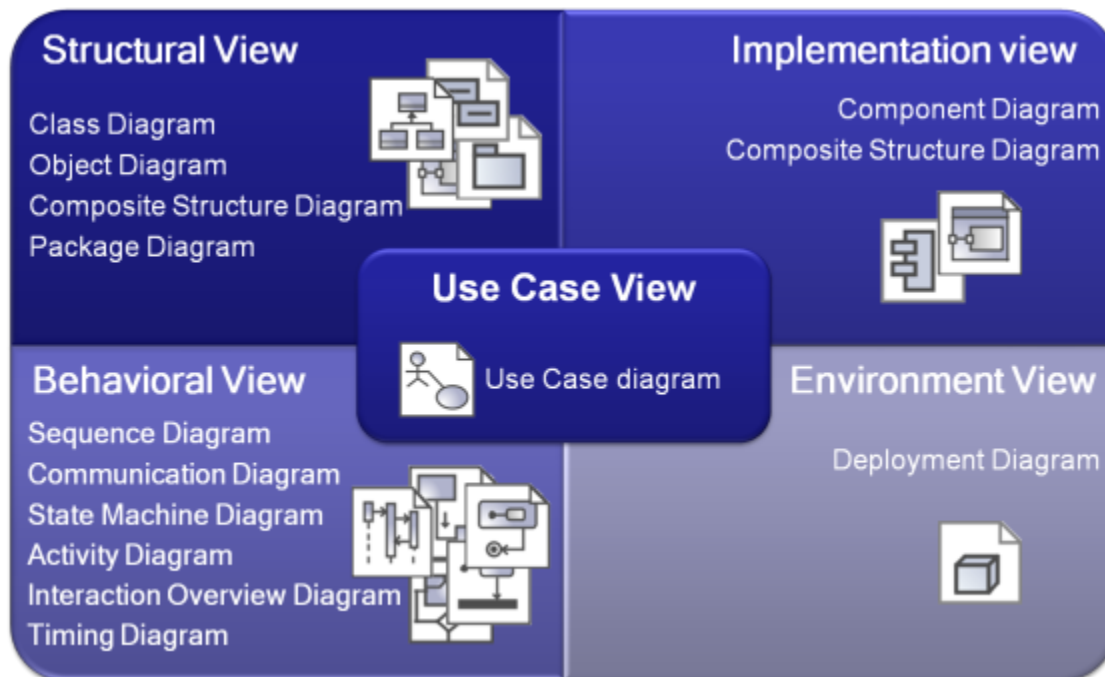 Structural View
Class Diagram
Object Diagram
Composite Structure Diagram
Package Diagram
Implementation view
Component Diagram
Composite Structure Diagram
Use Case View
Use Case diagram
Behavioral View
Sequence Diagram
Communication Diagram
State Machine Diagram
Activity Diagram
Interaction Overview Diagram
Timing Diagram
Environment View
Deployment Diagram